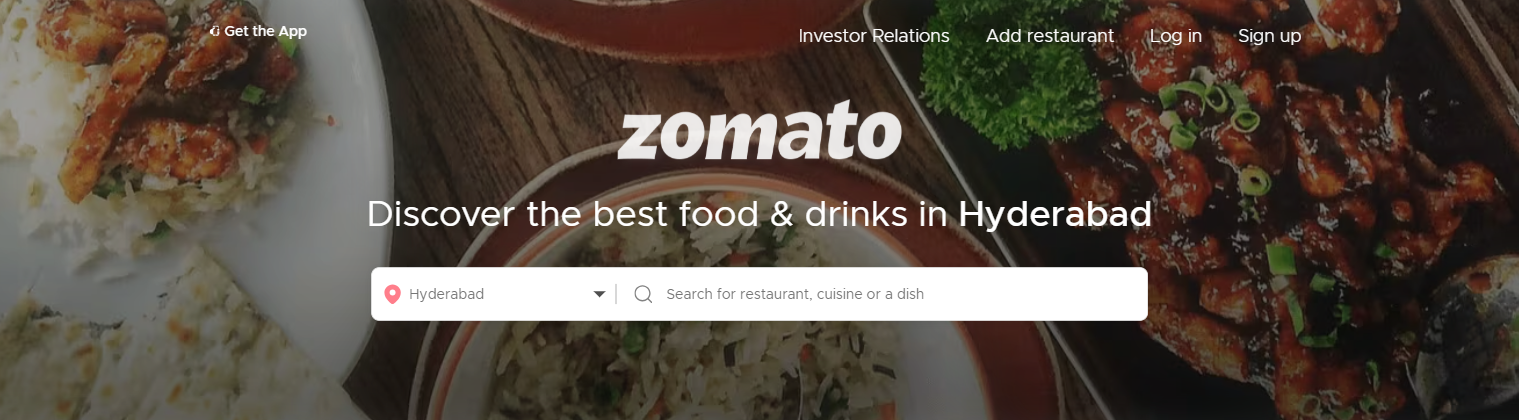 Get the App
Investor Relations Add restaurant Log in Sign up
zomato
Discover the best food & drinks in Hyderabad
Hyderabad
Search for restaurant, cuisine or a dish